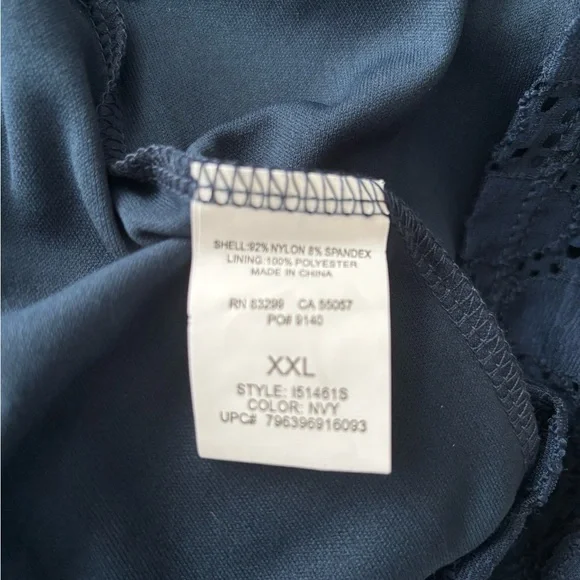 SHELL:92% NYLON 8% SPANDEX
LINING:100% POLYESTER
MADE IN CHINA
RN 83299 CA 55057
PO# 9140
XXL
STYLE: I51461S
COLOR: NVY
UPC# 796396916093